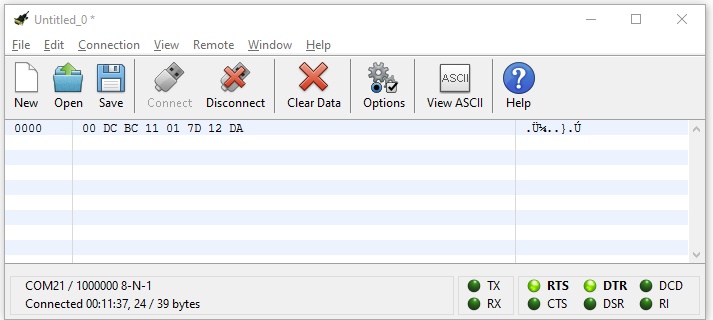 Untitled_0 *
File Edit Connection View Remote Window Help
New Open Save Connect Disconnect Clear Data Options ASCII View ASCII Help
0000 00 DC BC 11 01 7D 12 DA .Ü¼..}.Ú
COM21 / 1000000 8-N-1 TX RTS DTR DCD
Connected 00:11:37, 24 / 39 bytes RX CTS DSR RI